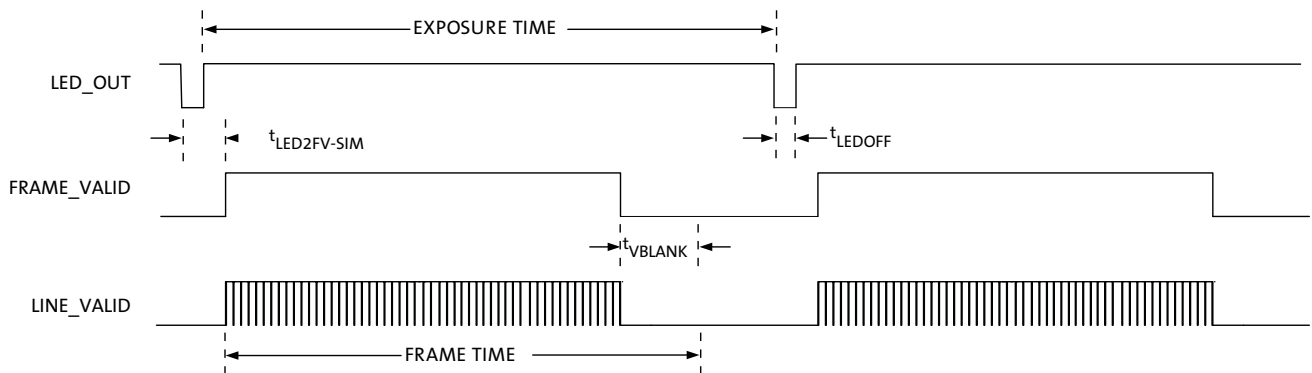 EXPOSURE TIME
LED_OUT
tLED2FV-SIM
tLEDOFF
FRAME_VALID
tVBLANK
LINE_VALID
FRAME TIME